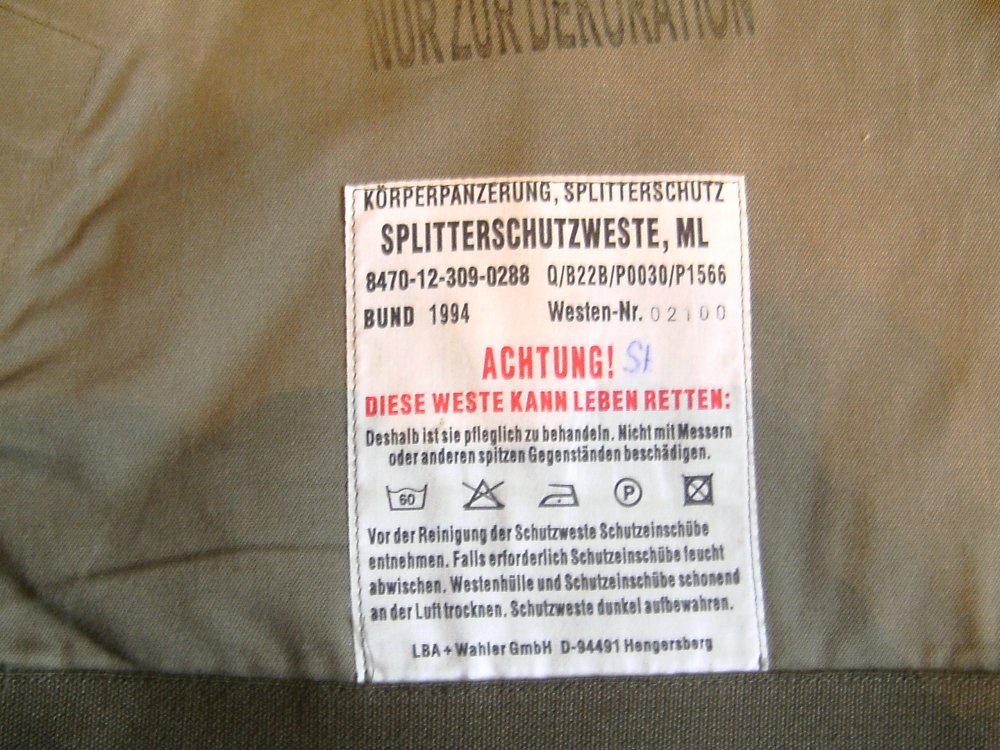 NUR ZUR DEKORATION
KÖRPERPANZERUNG, SPLITTERSCHUTZ
SPLITTERSCHUTZWESTE, ML
8470-12-309-0288 Q/B22B/P0030/P1566
BUND 1994 Westen-Nr. 02100
ACHTUNG! SI
DIESE WESTE KANN LEBEN RETTEN:
Deshalb ist sie pfleglich zu behandeln. Nicht mit Messern
oder anderen spitzen Gegenständen beschädigen.
60 P
Vor der Reinigung der Schutzweste Schutzeinschübe
entnehmen. Falls erforderlich Schutzeinschübe feucht
abwischen. Westenhülle und Schutzeinschübe schonend
an der Luft trocknen. Schutzweste dunkel aufbewahren.
LBA + Wahler GmbH D-94491 Hengersberg